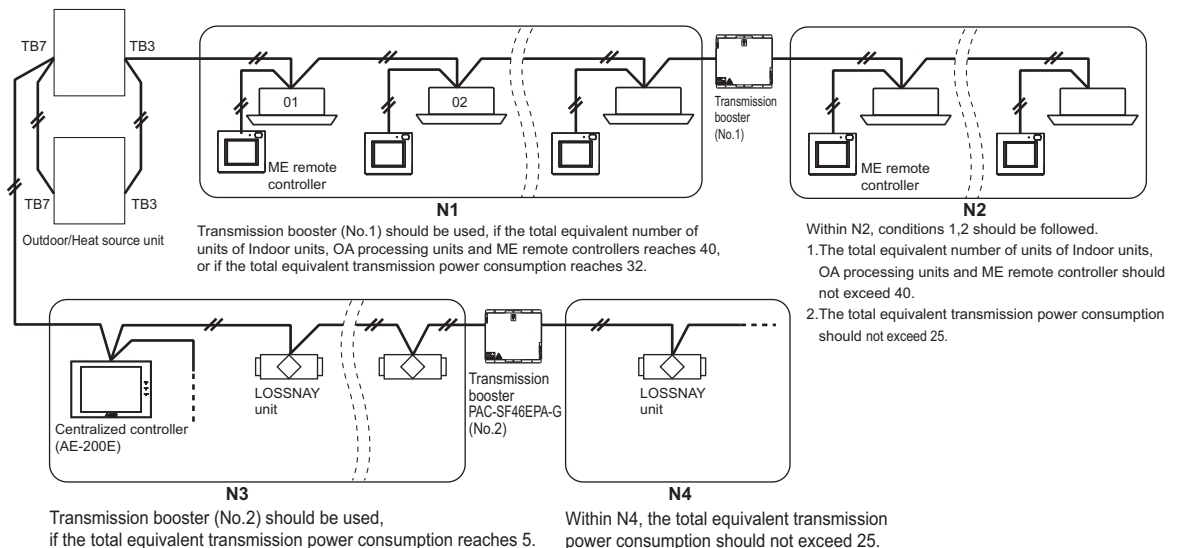 TB7
TB3
01
02
ME remote
controller
Transmission
booster
(No.1)
ME remote
controller
TB7
TB3
Outdoor/Heat source unit
N1
Transmission booster (No.1) should be used, if the total equivalent number of
units of Indoor units, OA processing units and ME remote controllers reaches 40,
or if the total equivalent transmission power consumption reaches 32.
N2
Within N2, conditions 1,2 should be followed.
1.The total equivalent number of units of Indoor units,
OA processing units and ME remote controller should
not exceed 40.
2.The total equivalent transmission power consumption
should not exceed 25.
Centralized controller
(AE-200E)
LOSSNAY
unit
Transmission
booster
PAC-SF46EPA-G
(No.2)
LOSSNAY
unit
N3
Transmission booster (No.2) should be used,
if the total equivalent transmission power consumption reaches 5.
N4
Within N4, the total equivalent transmission
power consumption should not exceed 25.